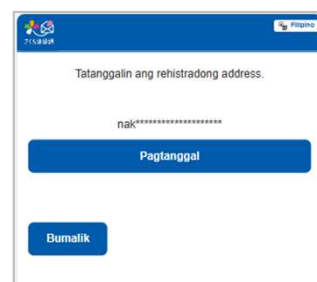 Filipino
Tatanggalin ang rehistradong address.
nak********************
Pagtanggal
Bumalik